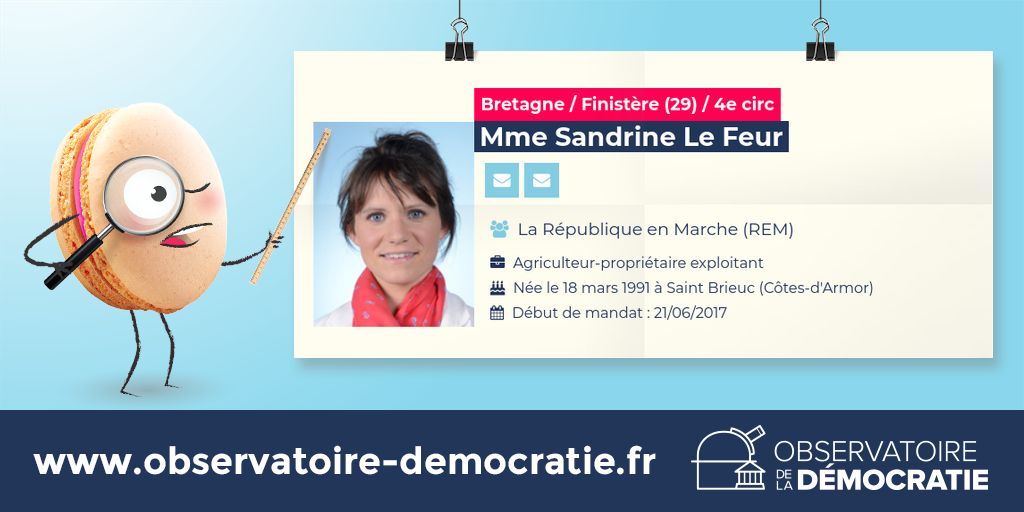 Bretagne / Finistère (29) / 4e circ
Mme Sandrine Le Feur
La République en Marche (REM)
Agriculteur-propriétaire exploitant
Née le 18 mars 1991 à Saint Brieuc (Côtes-d'Armor)
Début de mandat : 21/06/2017
www.observatoire-democratie.fr
OBSERVATOIRE
DE LA DÉMOCRATIE